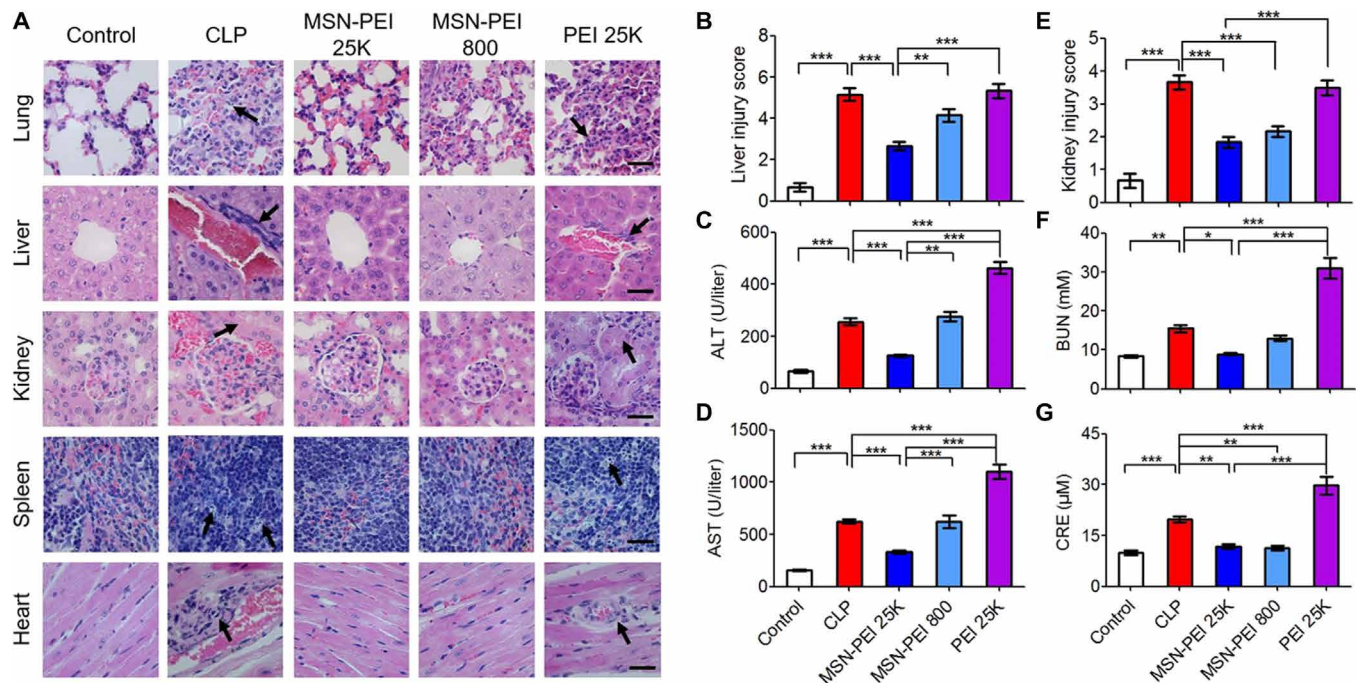 A
Control
CLP
MSN-PEI
25K
MSN-PEI
800
PEI 25K
Lung
Liver
Kidney
Spleen
Heart
B
Liver injury score
8
6
4
2
0
***
***
**
***
C
ALT (U/liter)
600
400
200
0
***
***
**
***
***
D
AST (U/liter)
1500
1000
500
0
***
***
***
***
***
Control
CLP
MSN-PEI 25K
MSN-PEI 800
PEI 25K
E
Kidney injury score
5
4
3
2
1
0
***
***
***
***
F
BUN (mM)
40
30
20
10
0
**
*
***
***
G
CRE (μM)
45
30
15
0
***
**
***
**
***
Control
CLP
MSN-PEI 25K
MSN-PEI 800
PEI 25K